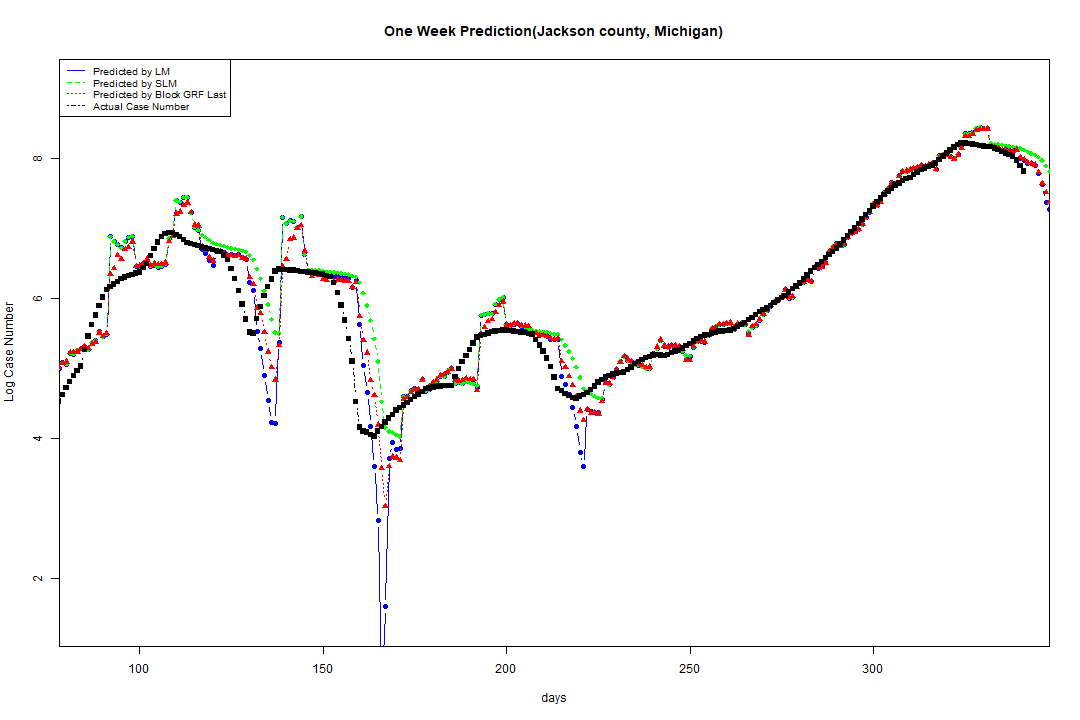 One Week Prediction(Jackson county, Michigan)
Predicted by LM
Predicted by SLM
Predicted by Block GRF Last
Actual Case Number
Log Case Number
8
6
4
2
100 150 200 250 300
days